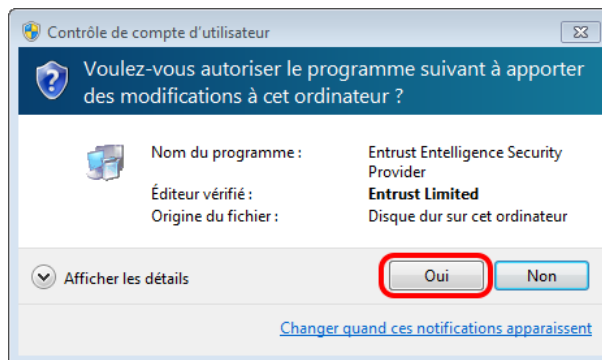 Contrôle de compte d'utilisateur
Voulez-vous autoriser le programme suivant à apporter
des modifications à cet ordinateur ?
Nom du programme : Entrust Entelligence Security
Provider
Éditeur vérifié : Entrust Limited
Origine du fichier : Disque dur sur cet ordinateur
Afficher les détails Oui Non
Changer quand ces notifications apparaissent